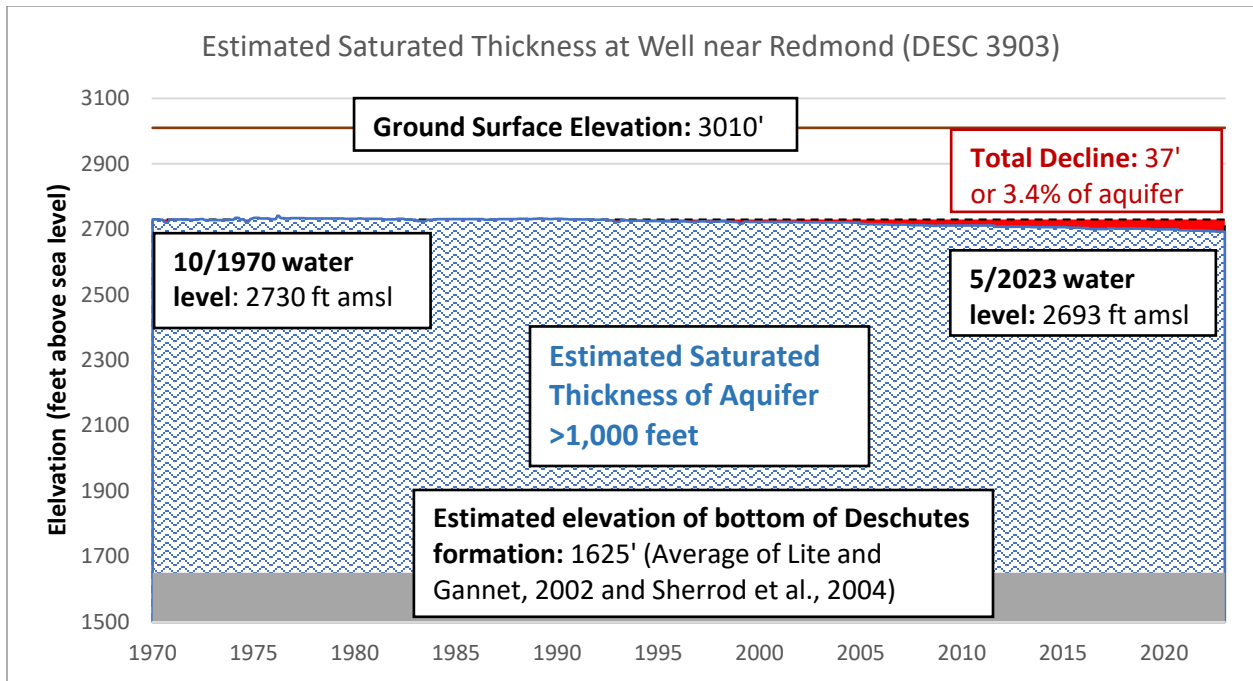 Estimated Saturated Thickness at Well near Redmond (DESC 3903)
Elelvation (feet above sea level)
3100
2900
2700
2500
2300
2100
1900
1700
1500
Ground Surface Elevation: 3010'
Total Decline: 37'
or 3.4% of aquifer
10/1970 water
level: 2730 ft amsl
5/2023 water
level: 2693 ft amsl
Estimated Saturated
Thickness of Aquifer
>1,000 feet
Estimated elevation of bottom of Deschutes
formation: 1625' (Average of Lite and
Gannet, 2002 and Sherrod et al., 2004)
1970 1975 1980 1985 1990 1995 2000 2005 2010 2015 2020